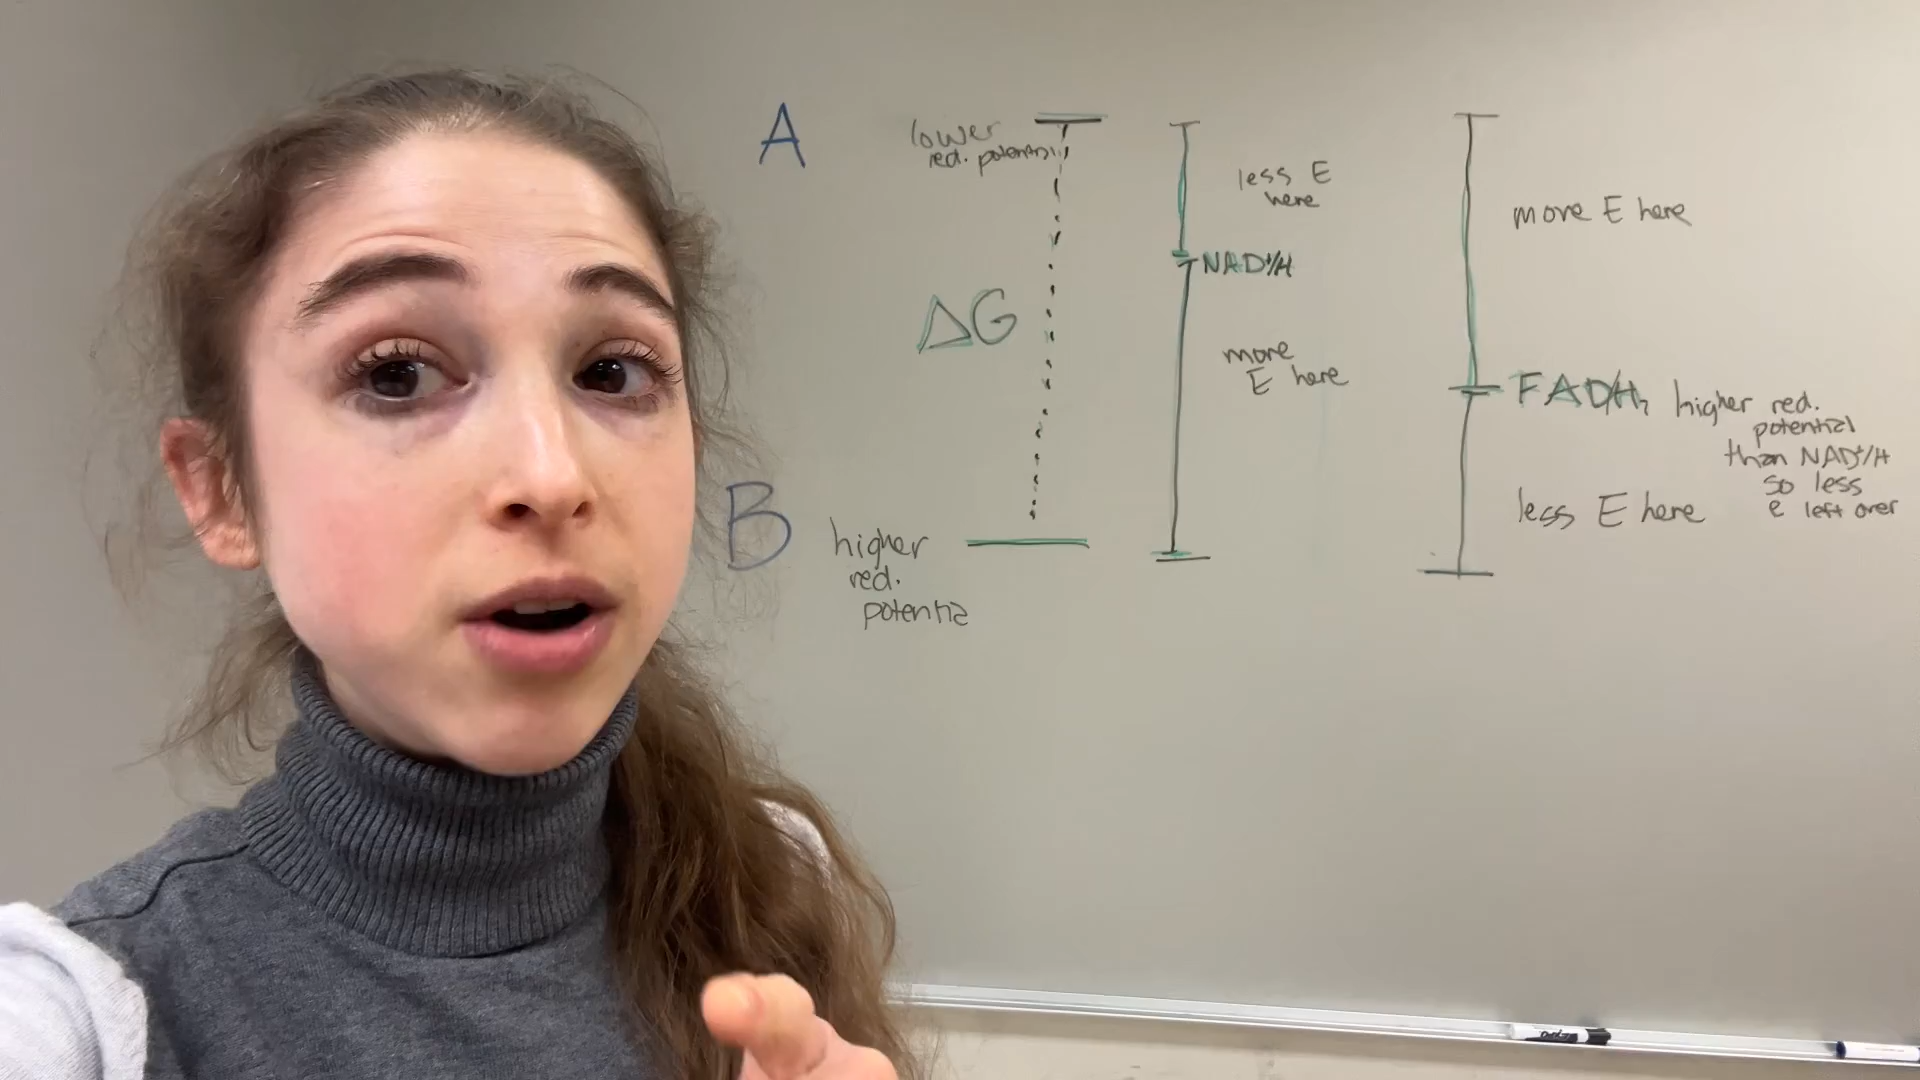 A
lower
red. potential
less E
here
more E here
NAD+/H
ΔG
more
E here
FADH2 higher red.
potential
than NAD+/H
so less
e left over
B
higher
red.
potentia
less E here